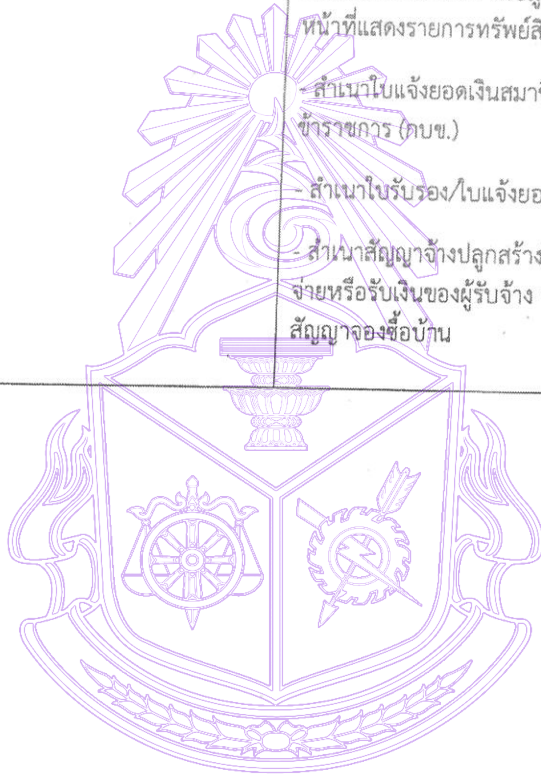 หน้าที่แสดงรายการทรัพย์สิ
- สำเนาใบแจ้งยอดเงินสมาชิ
ข้าราชการ (กบข.)
- สำเนาใบรับรอง/ใบแจ้งยอ
- สำเนาสัญญาจ้างปลูกสร้าง
จ่ายหรือรับเงินของผู้รับจ้าง
สัญญาจองซื้อบ้าน